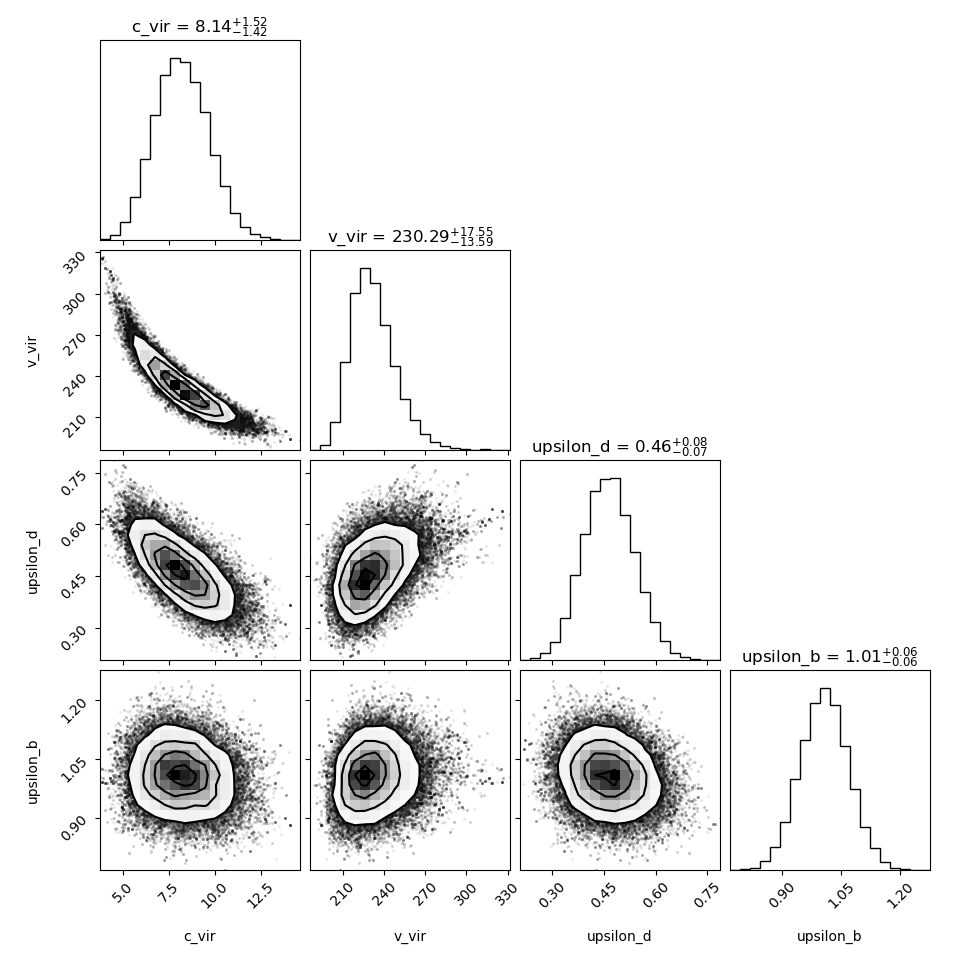 c_vir = 8.14+1.52−1.42
v_vir = 230.29+17.55−13.59
330
300
270
240
210
v_vir
upsilon_d = 0.46+0.08−0.07
0.75
0.60
0.45
0.30
upsilon_d
upsilon_b = 1.01+0.06−0.06
1.20
1.05
0.90
upsilon_b
5.0 7.5 10.0 12.5 210 240 270 300 330 0.30 0.45 0.60 0.75 0.90 1.05 1.20
c_vir v_vir upsilon_d upsilon_b